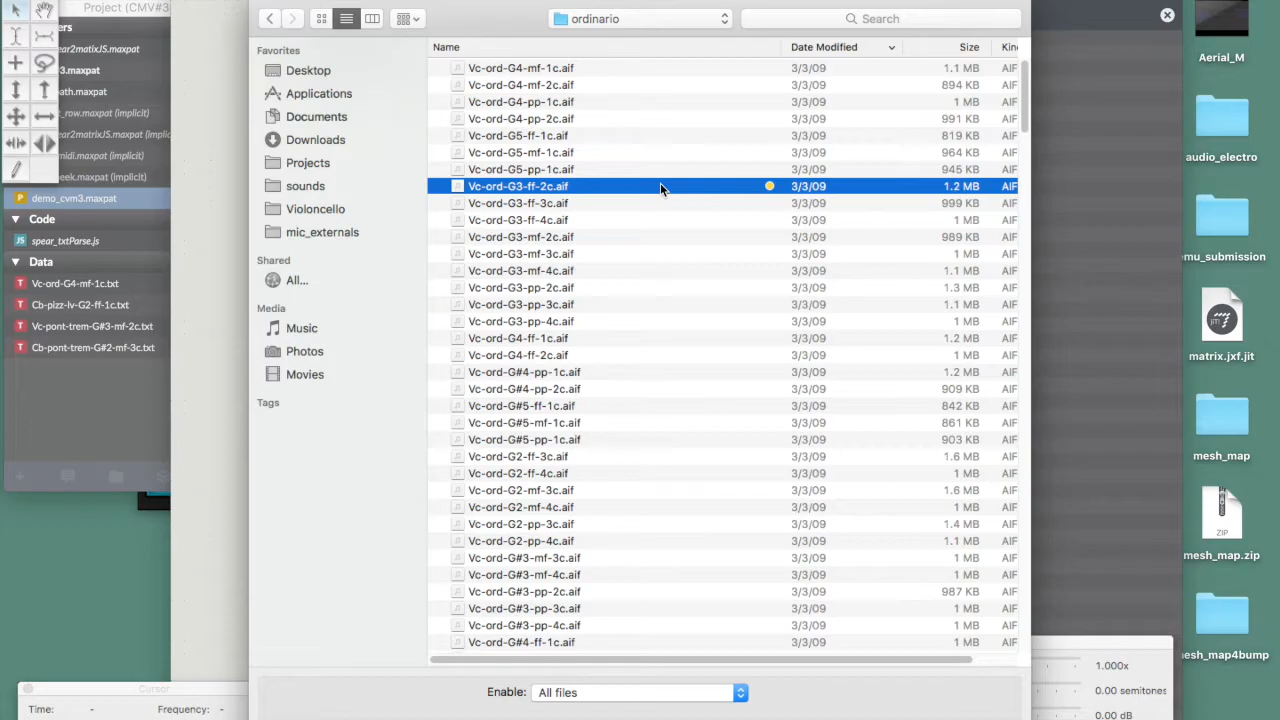 Project (CMV#3
ers
ear2matixJS.maxpat
3.maxpat
path.maxpat
_row.maxpat (implicit)
ear2matrixJS.maxpat (implic
midi.maxpat (implicit)
eek.maxpat (implicit)
demo_cvm3.maxpat
Code
spear_txtParse.js
Data
Vc-ord-G4-mf-1c.txt
Cb-pizz-lv-G2-ff-1c.txt
Vc-pont-trem-G#3-mf-2c.txt
Cb-pont-trem-G#2-mf-3c.txt
Cursor
Time: - Frequency: -
ordinario
Search
Favorites
Desktop
Applications
Documents
Downloads
Projects
sounds
Violoncello
mic_externals
Shared
All...
Media
Music
Photos
Movies
Tags
Name Date Modified Size Kind
Vc-ord-G4-mf-1c.aif 3/3/09 1.1 MB AIF
Vc-ord-G4-mf-2c.aif 3/3/09 894 KB AIF
Vc-ord-G4-pp-1c.aif 3/3/09 1 MB AIF
Vc-ord-G4-pp-2c.aif 3/3/09 991 KB AIF
Vc-ord-G5-ff-1c.aif 3/3/09 819 KB AIF
Vc-ord-G5-mf-1c.aif 3/3/09 964 KB AIF
Vc-ord-G5-pp-1c.aif 3/3/09 945 KB AIF
Vc-ord-G3-ff-2c.aif 3/3/09 1.2 MB AIF
Vc-ord-G3-ff-3c.aif 3/3/09 999 KB AIF
Vc-ord-G3-ff-4c.aif 3/3/09 1 MB AIF
Vc-ord-G3-mf-2c.aif 3/3/09 989 KB AIF
Vc-ord-G3-mf-3c.aif 3/3/09 1 MB AIF
Vc-ord-G3-mf-4c.aif 3/3/09 1.1 MB AIF
Vc-ord-G3-pp-2c.aif 3/3/09 1.3 MB AIF
Vc-ord-G3-pp-3c.aif 3/3/09 1.1 MB AIF
Vc-ord-G3-pp-4c.aif 3/3/09 1 MB AIF
Vc-ord-G4-ff-1c.aif 3/3/09 1.2 MB AIF
Vc-ord-G4-ff-2c.aif 3/3/09 1 MB AIF
Vc-ord-G#4-pp-1c.aif 3/3/09 1.2 MB AIF
Vc-ord-G#4-pp-2c.aif 3/3/09 909 KB AIF
Vc-ord-G#5-ff-1c.aif 3/3/09 842 KB AIF
Vc-ord-G#5-mf-1c.aif 3/3/09 861 KB AIF
Vc-ord-G#5-pp-1c.aif 3/3/09 903 KB AIF
Vc-ord-G2-ff-3c.aif 3/3/09 1.6 MB AIF
Vc-ord-G2-ff-4c.aif 3/3/09 1 MB AIF
Vc-ord-G2-mf-3c.aif 3/3/09 1.6 MB AIF
Vc-ord-G2-mf-4c.aif 3/3/09 1 MB AIF
Vc-ord-G2-pp-3c.aif 3/3/09 1.4 MB AIF
Vc-ord-G2-pp-4c.aif 3/3/09 1.1 MB AIF
Vc-ord-G#3-mf-3c.aif 3/3/09 1 MB AIF
Vc-ord-G#3-mf-4c.aif 3/3/09 1 MB AIF
Vc-ord-G#3-pp-2c.aif 3/3/09 987 KB AIF
Vc-ord-G#3-pp-3c.aif 3/3/09 1 MB AIF
Vc-ord-G#3-pp-4c.aif 3/3/09 1 MB AIF
Vc-ord-G#4-ff-1c.aif 3/3/09 1 MB AIF
Enable: All files
1.000x
0.00 semitones
0.00 dB
Aerial_M
audio_electro
emu_submission
matrix.jxf.jit
mesh_map
ZIP
mesh_map.zip
mesh_map4bump